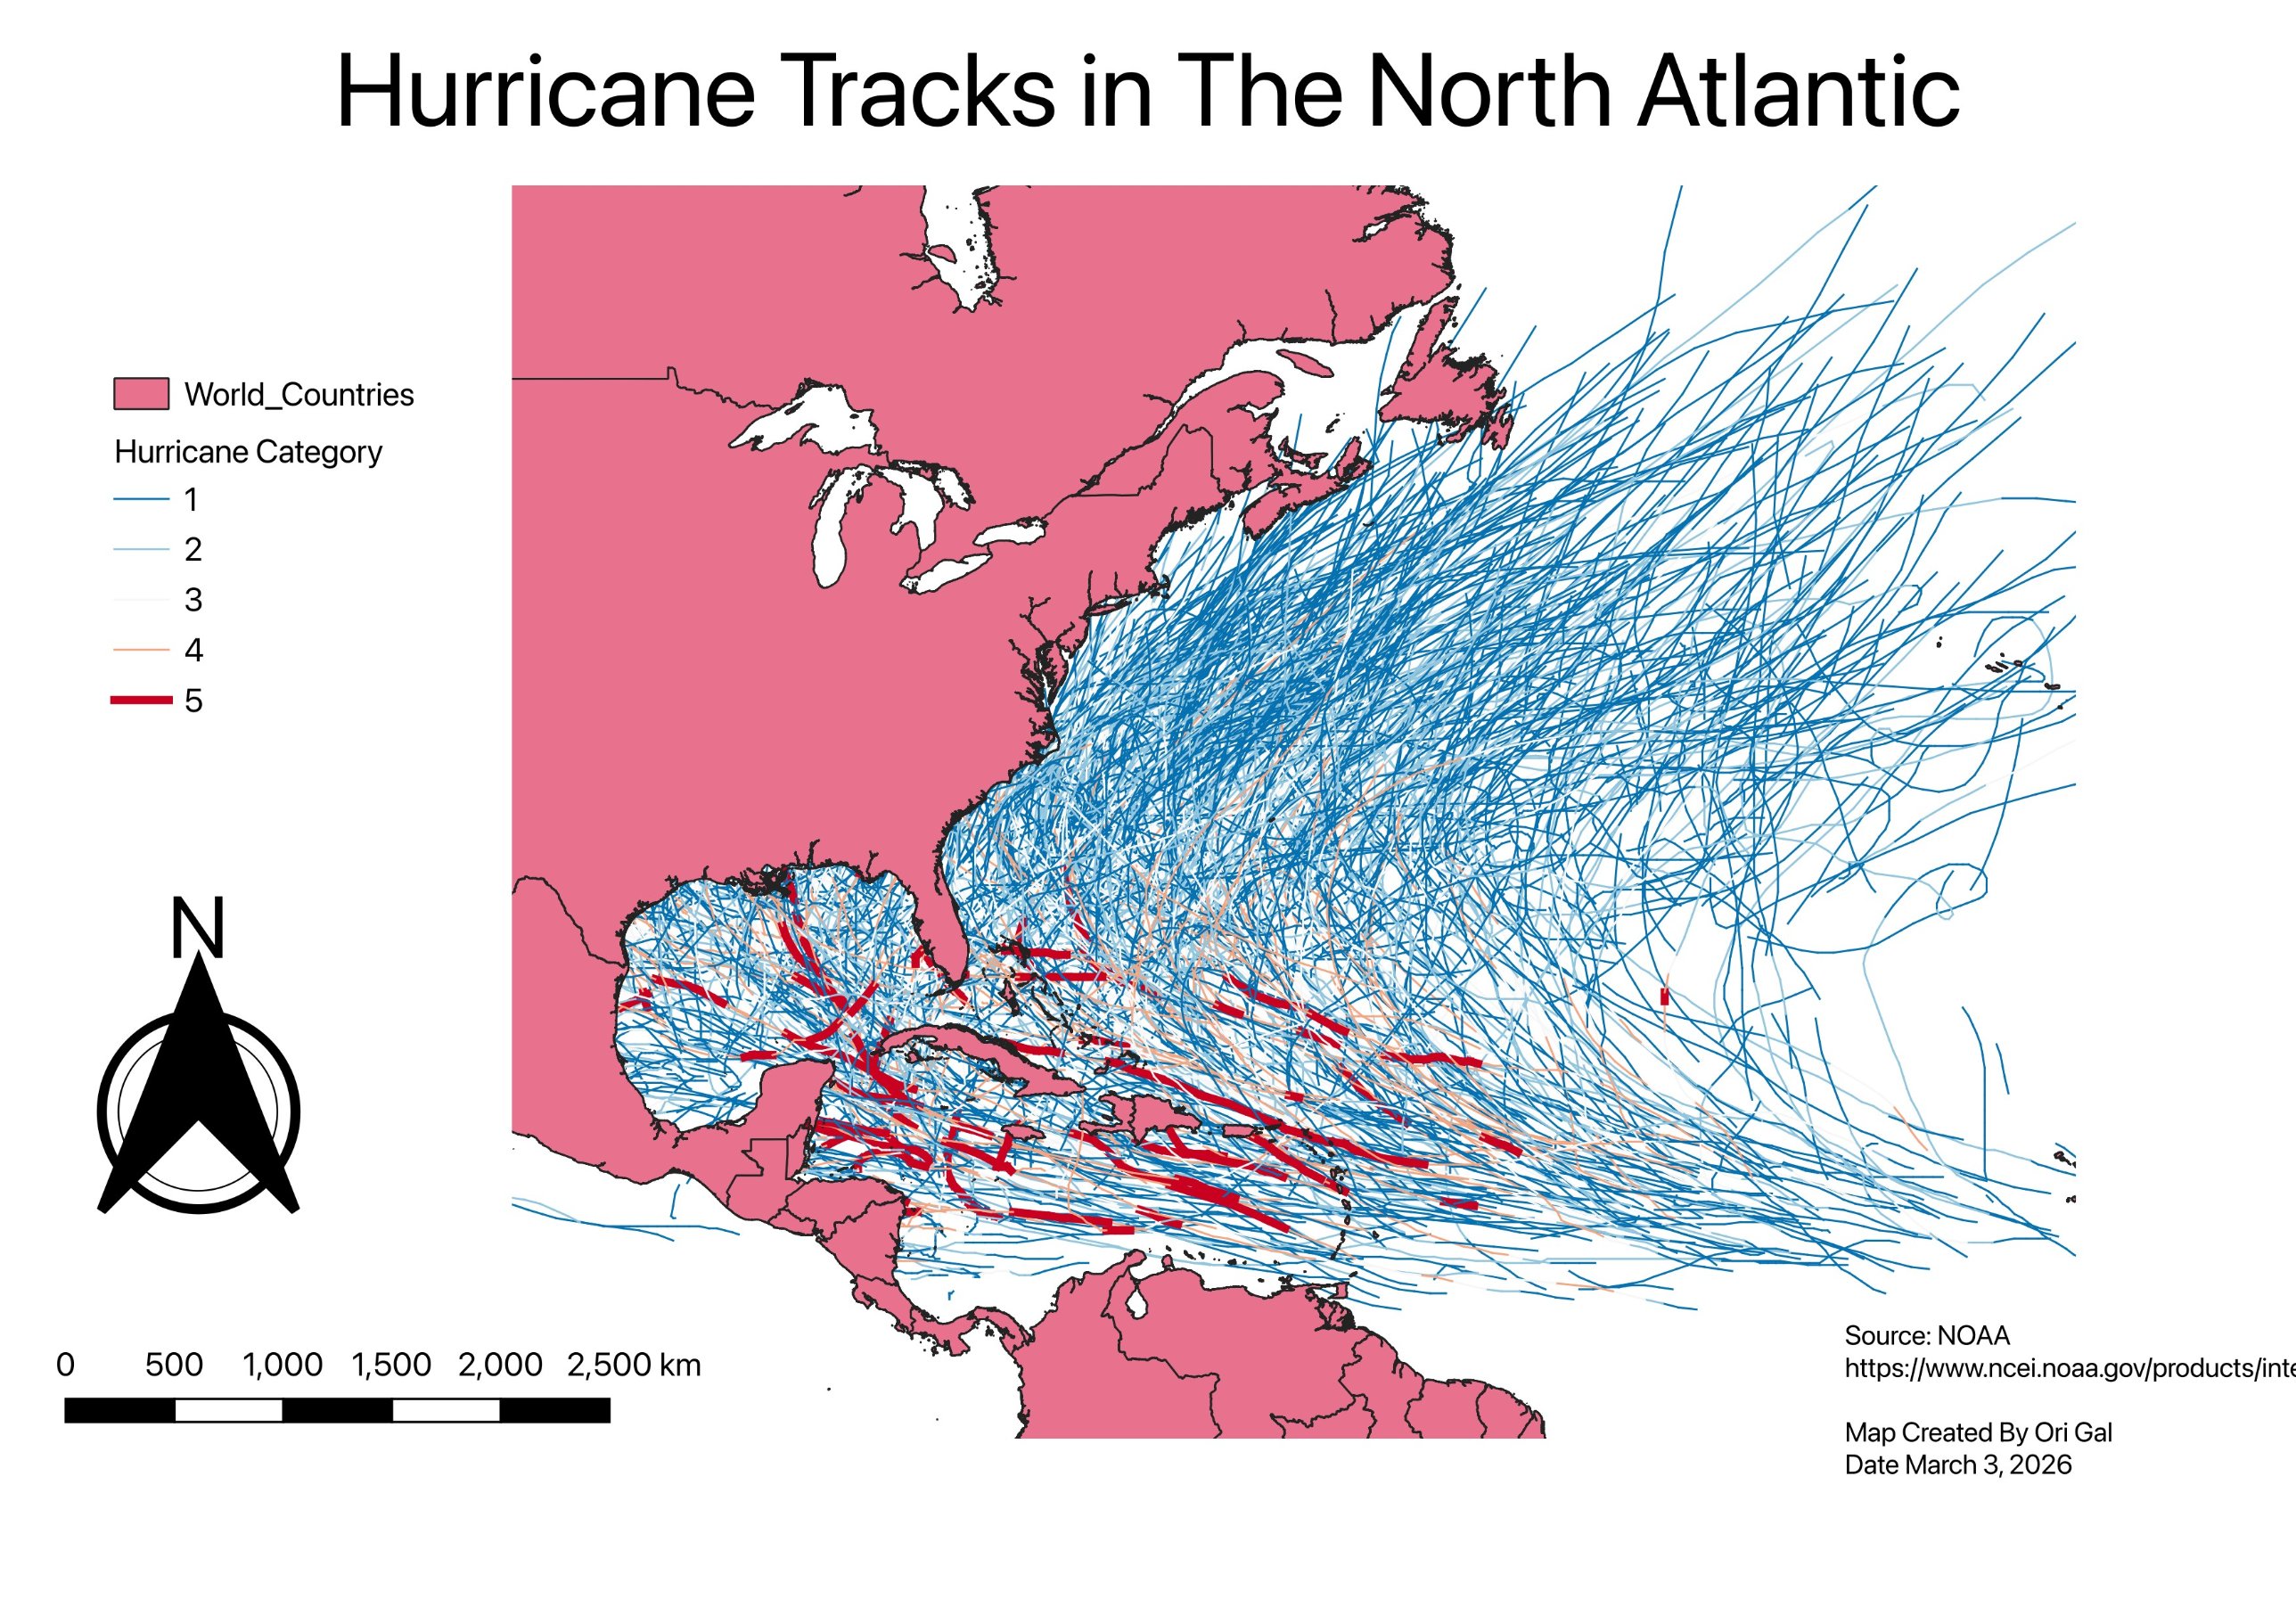 Hurricane Tracks in The North Atlantic
World_Countries
Hurricane Category
1
2
3
4
5
N
0 500 1,000 1,500 2,000 2,500 km
Source: NOAA
https://www.ncei.noaa.gov/products/inte
Map Created By Ori Gal
Date March 3, 2026